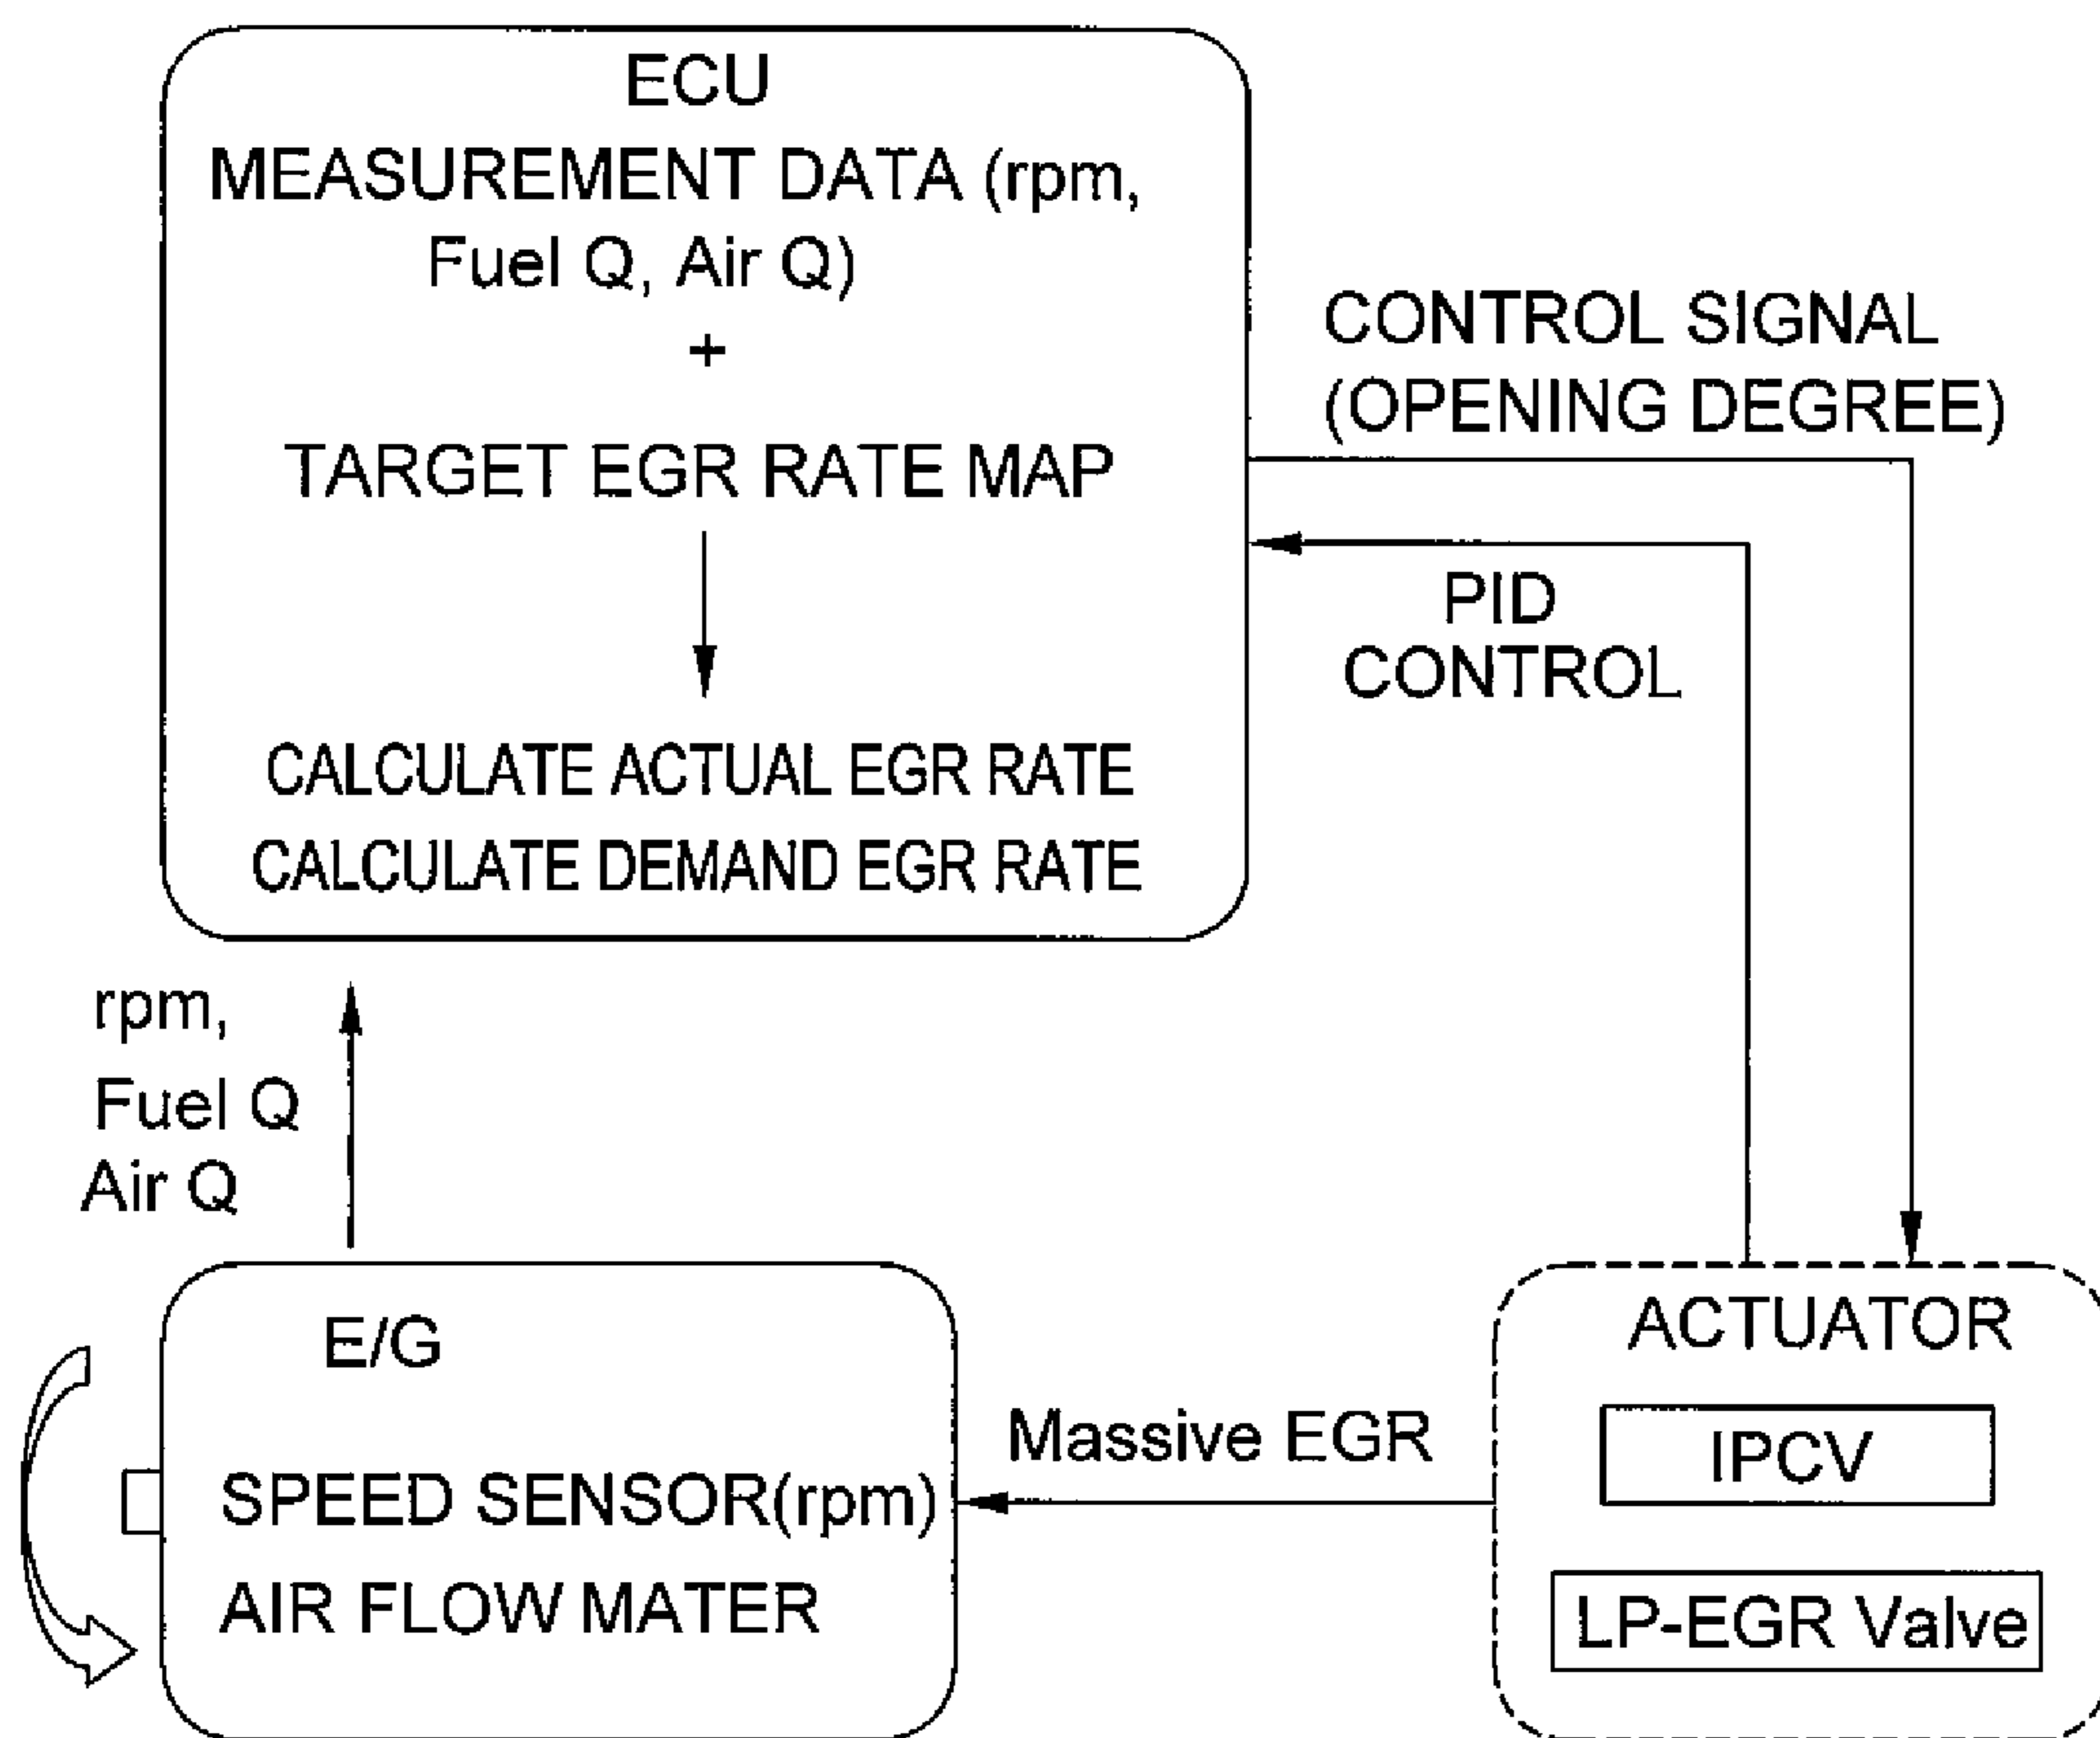 ECU
MEASUREMENT DATA (rpm,
Fuel Q, Air Q)
+
TARGET EGR RATE MAP
CALCULATE ACTUAL EGR RATE
CALCULATE DEMAND EGR RATE
CONTROL SIGNAL
(OPENING DEGREE)
PID
CONTROL
rpm,
Fuel Q
Air Q
E/G
SPEED SENSOR(rpm)
AIR FLOW MATER
Massive EGR
ACTUATOR
IPCV
LP-EGR Valve